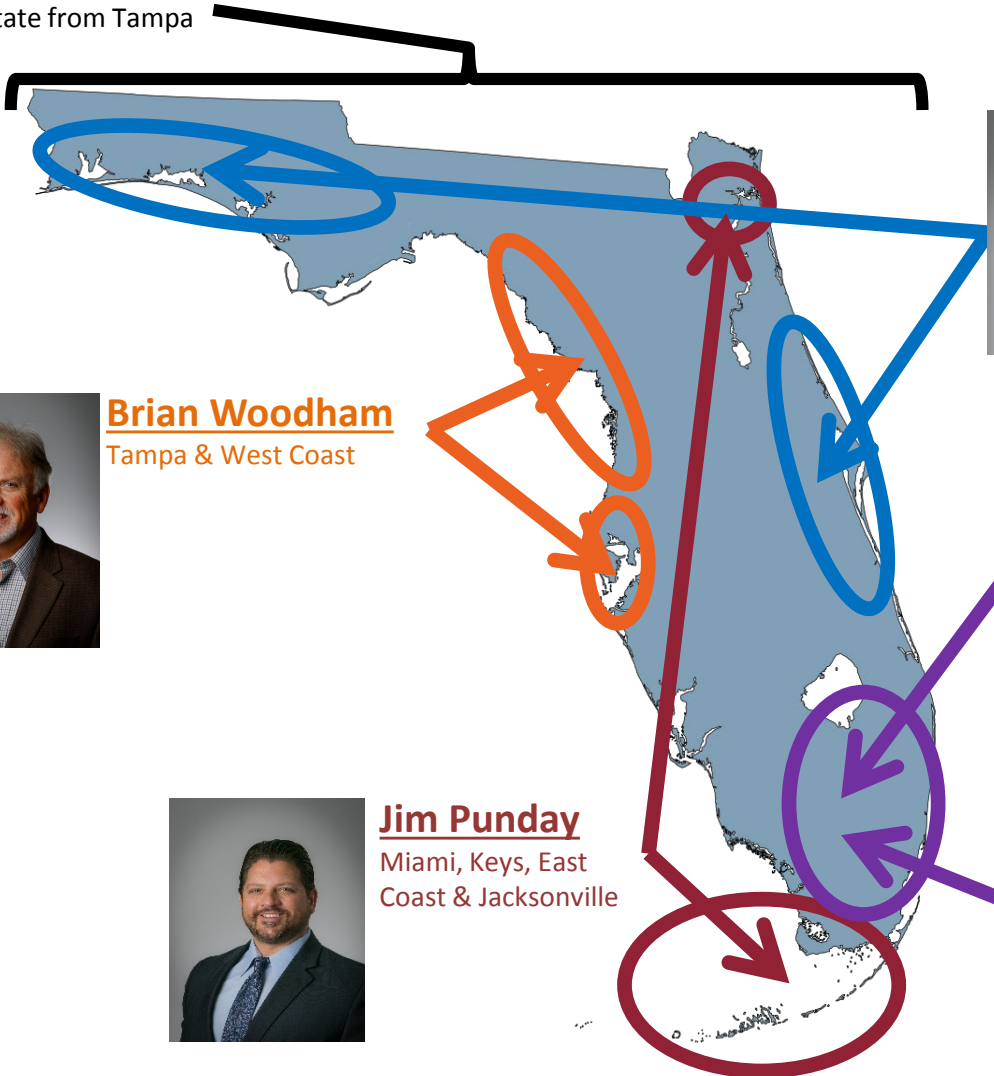 tate from Tampa
Brian Woodham
Tampa & West Coast
Jim Punday
Miami, Keys, East
Coast & Jacksonville